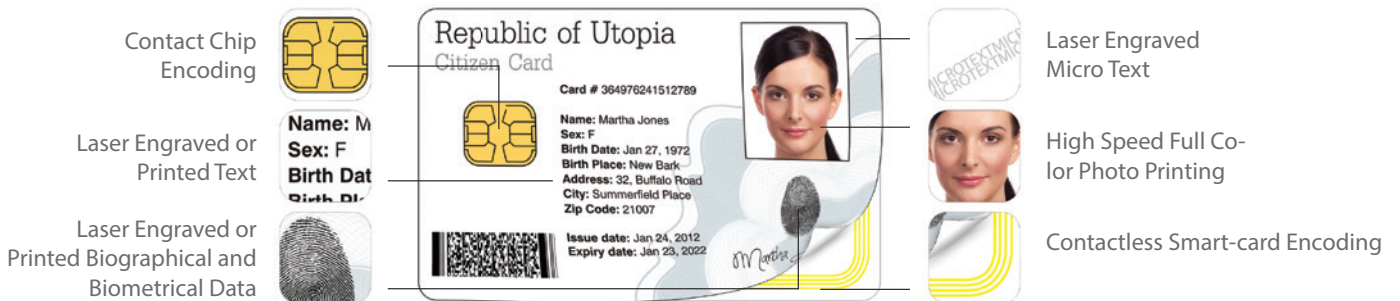 Contact Chip
Encoding
Laser Engraved or
Printed Text
Laser Engraved or
Printed Biographical and
Biometrical Data
Name: M
Sex: F
Birth Dat
Birth Pla
Republic of Utopia
Citizen Card
Card # 364976241512789
Name: Martha Jones
Sex: F
Birth Date: Jan 27, 1972
Birth Place: New Bark
Address: 32, Buffalo Road
City: Summerfield Place
Zip Code: 21007
Issue date: Jan 24, 2012
Expiry date: Jan 23, 2022
Martha
MICROTEXTMICE
MICROTEXTMICE
Laser Engraved
Micro Text
High Speed Full Co-
lor Photo Printing
Contactless Smart-card Encoding